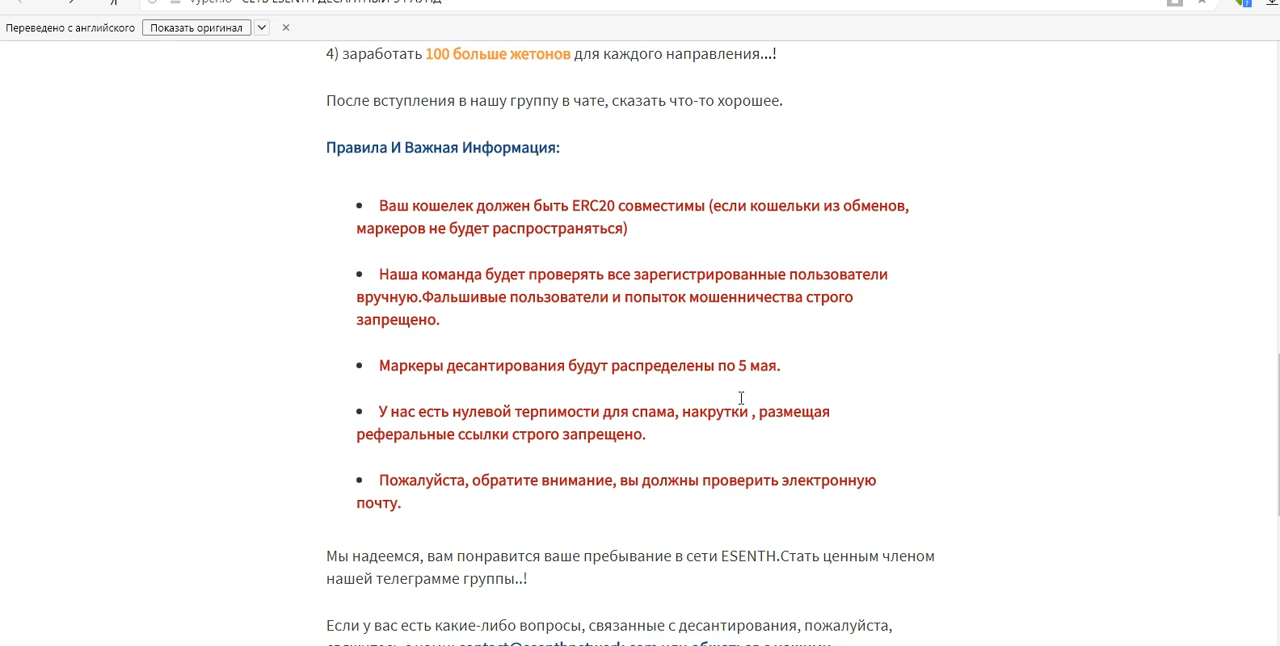 Переведено с английского Показать оригинал
4) заработать 100 больше жетонов для каждого направления...!
После вступления в нашу группу в чате, сказать что-то хорошее.
Правила И Важная Информация:
Ваш кошелек должен быть ERC20 совместимы (если кошельки из обменов,
маркеров не будет распространяться)
Наша команда будет проверять все зарегистрированные пользователи
вручную.Фальшивые пользователи и попыток мошенничества строго
запрещено.
Маркеры десантирования будут распределены по 5 мая.
У нас есть нулевой терпимости для спама, накрутки , размещая
реферальные ссылки строго запрещено.
Пожалуйста, обратите внимание, вы должны проверить электронную
почту.
Мы надеемся, вам понравится ваше пребывание в сети ESENTH.Стать ценным членом
нашей телеграмме группы..!
Если у вас есть какие-либо вопросы, связанные с десантирования, пожалуйста,